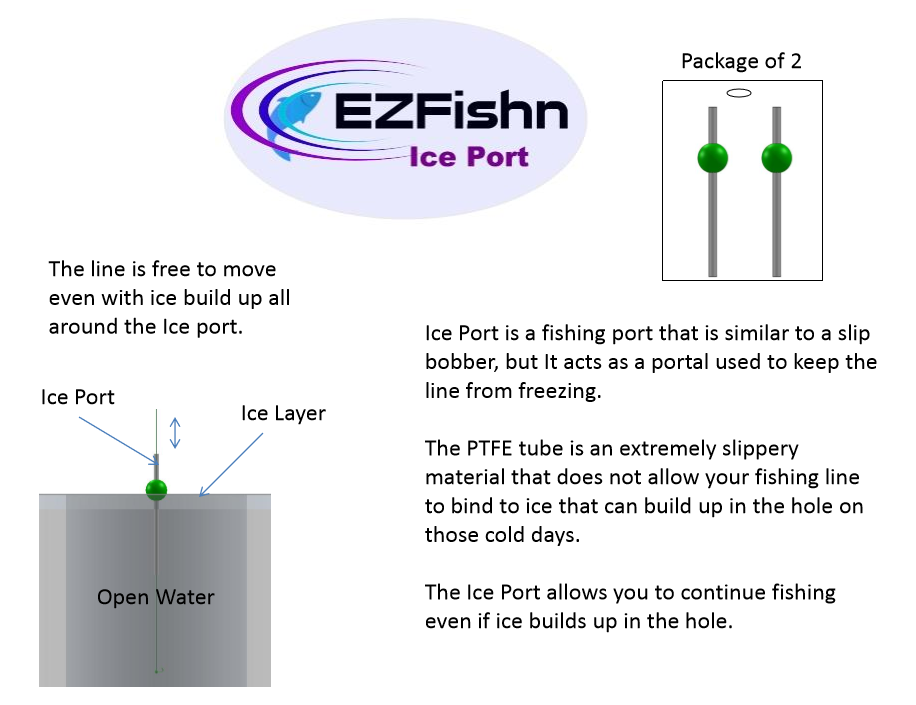 EZFishn
Ice Port
Package of 2
The line is free to move
even with ice build up all
around the Ice port.
Ice Port
Ice Layer
Open Water
Ice Port is a fishing port that is similar to a slip
bobber, but It acts as a portal used to keep the
line from freezing.
The PTFE tube is an extremely slippery
material that does not allow your fishing line
to bind to ice that can build up in the hole on
those cold days.
The Ice Port allows you to continue fishing
even if ice builds up in the hole.